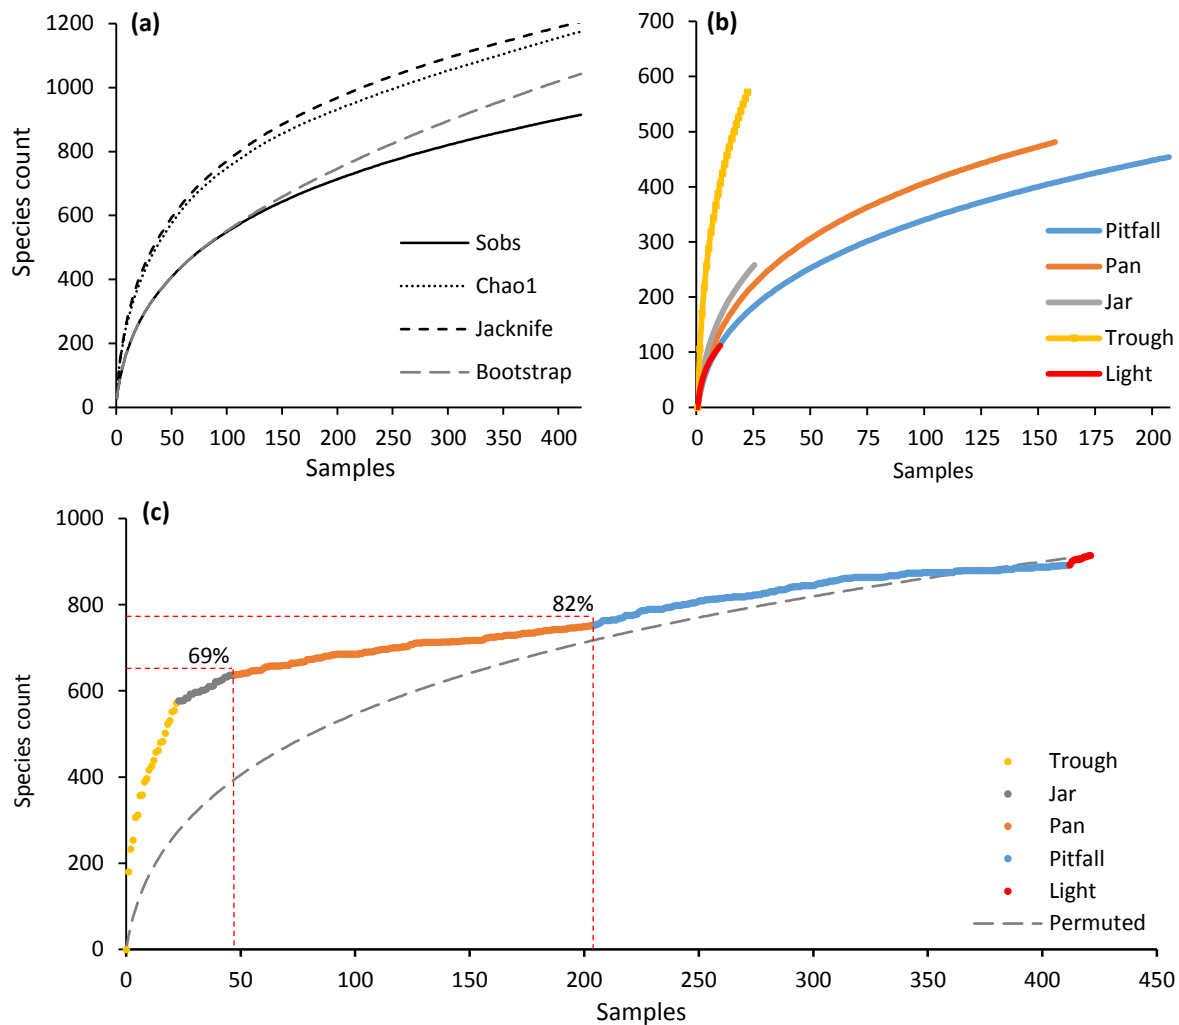 (a)
Species count
1200
1000
800
600
400
200
0
0 50 100 150 200 250 300 350 400
Samples
Sobs
Chao1
Jacknife
Bootstrap
(b)
700
600
500
400
300
200
100
0
0 25 50 75 100 125 150 175 200
Samples
Pitfall
Pan
Jar
Trough
Light
(c)
Species count
1000
800
600
400
200
0
69%
82%
0 50 100 150 200 250 300 350 400 450
Samples
Trough
Jar
Pan
Pitfall
Light
Permuted